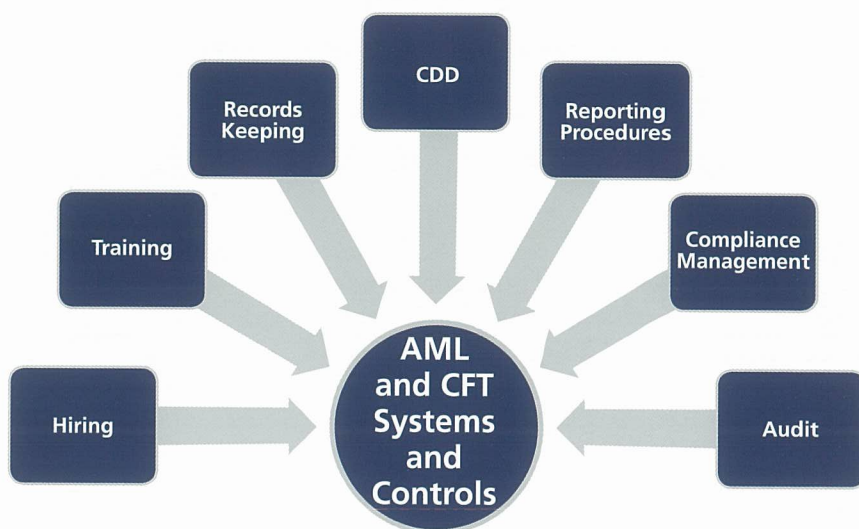 CDD
Records
Keeping
Reporting
Procedures
Training
Compliance
Management
Hiring
Audit
AML
and CFT
Systems
and
Controls